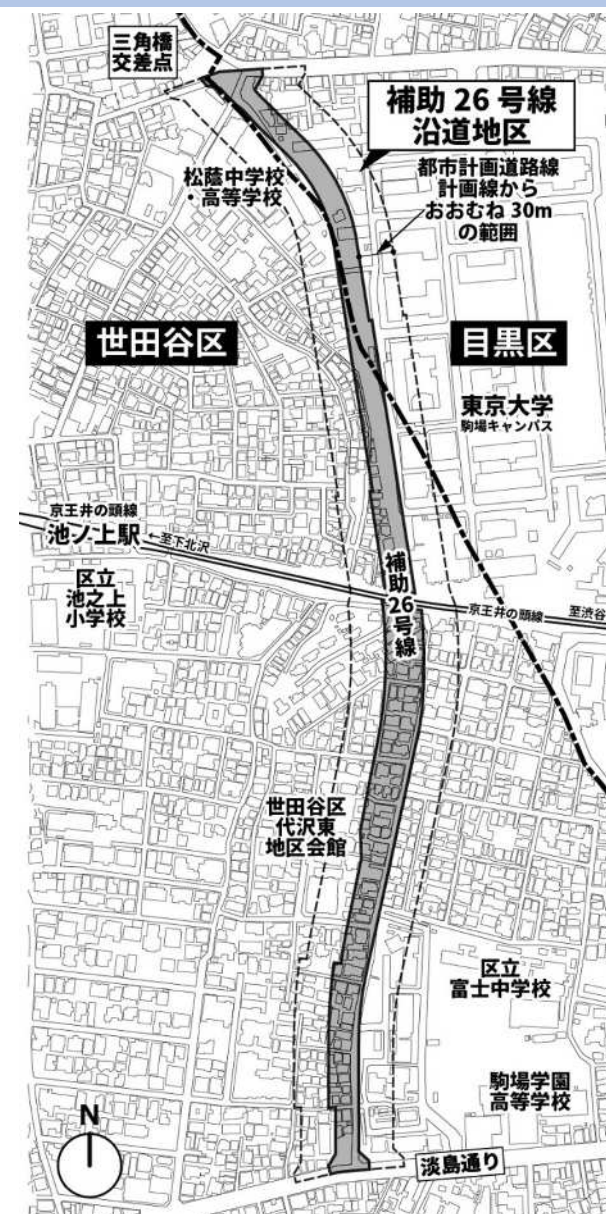 三角橋
交差点
補助 26 号線
沿道地区
都市計画道路線
計画線から
おおむね 30m
の範囲
松蔭中学校
・高等学校
世田谷区
目黒区
東京大学
駒場キャンパス
京王井の頭線
池ノ上駅
←至下北沢
区立
池之上
小学校
補助26号線
京王井の頭線
至渋谷
世田谷区
代沢東
地区会館
区立
富士中学校
駒場学園
高等学校
N
淡島通り